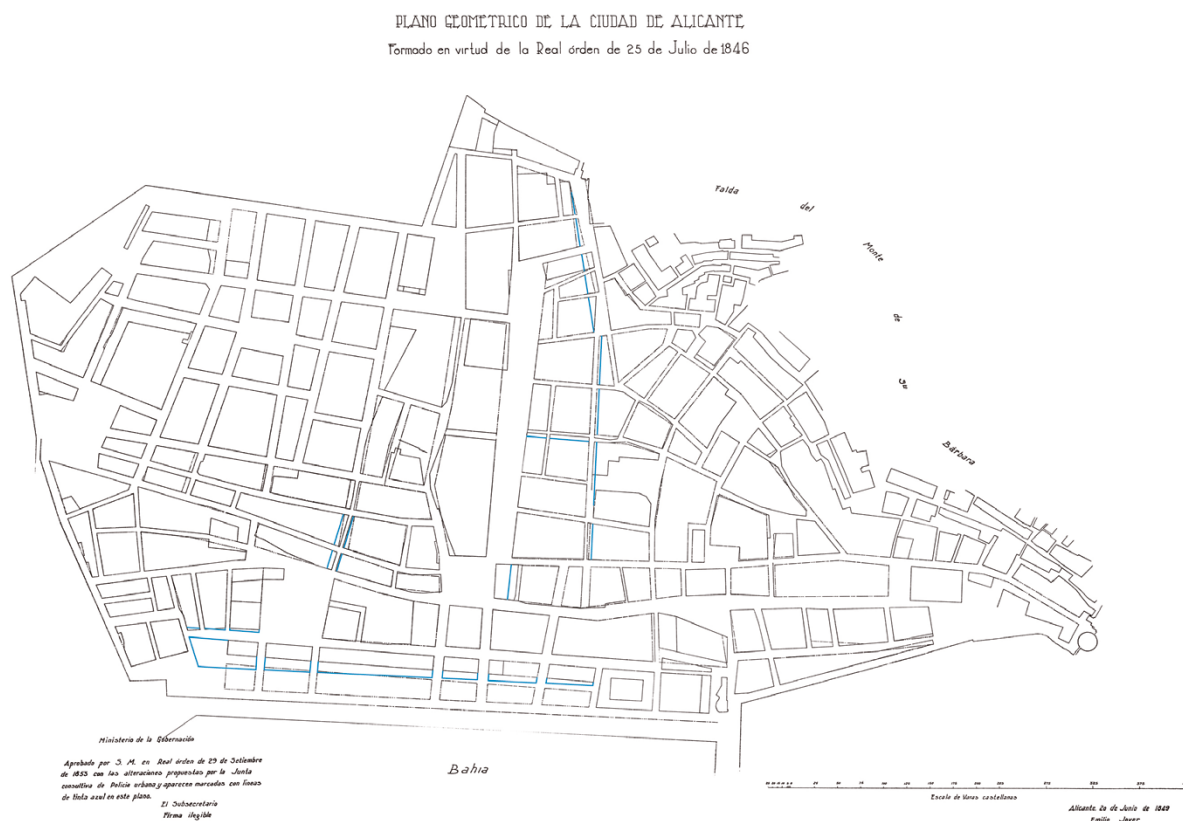 PLANO GEOMETRICO DE LA CIUDAD DE ALICANTE
Formado en virtud de la Real órden de 25 de Julio de 1846
Falda
del
Monte
de
Bárbara
Ministerio de la Gobernación
Aprobado por S. M. en Real órden de 29 de Setiembre
de 1853 con las alteraciones propuestas por la Junta
consultiva de Policia urbana y aparecen marcadas con lineas
de tinta azul en este plano.
El Subsecretario
Firma ilegible
Bahia
Escala de Varas castellanas
Alicante 20 de Junio de 1849
Emilio Jover